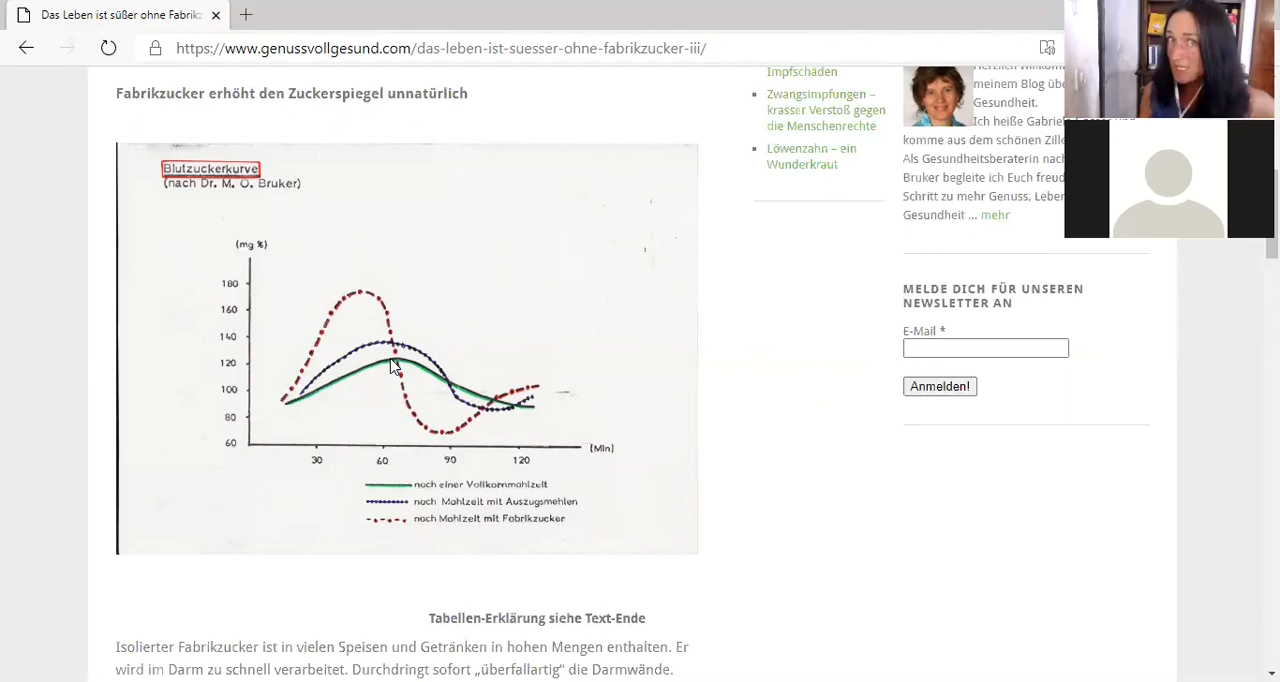 Das Leben ist süßer ohne Fabrikz
https://www.genussvollgesund.com/das-leben-ist-suesser-ohne-fabrikzucker-iii/
Fabrikzucker erhöht den Zuckerspiegel unnatürlich
Blutzuckerkurve
(nach Dr. M. O. Bruker)
(mg %)
180
160
140
120
100
80
60
30
60
90
120
(Min)
nach einer Vollkornmahlzeit
nach Mahlzeit mit Auszugsmehlen
nach Mahlzeit mit Fabrikzucker
Tabellen-Erklärung siehe Text-Ende
Isolierter Fabrikzucker ist in vielen Speisen und Getränken in hohen Mengen enthalten. Er
wird im Darm zu schnell verarbeitet. Durchdringt sofort „überfallartig“ die Darmwände.
Impfschäden
Zwangsimpfungen –
krasser Verstoß gegen
die Menschenrechte
Löwenzahn – ein
Wunderkraut
Herzlich
meinem Blog
Gesundheit.
Ich heiße
komme aus dem schönen
Als Gesundheitsberaterin
Bruker begleite ich Euch
Schritt zu mehr Genuss,
Gesundheit ... mehr
MELDE DICH FÜR UNSEREN
NEWSLETTER AN
E-Mail *
Anmelden!